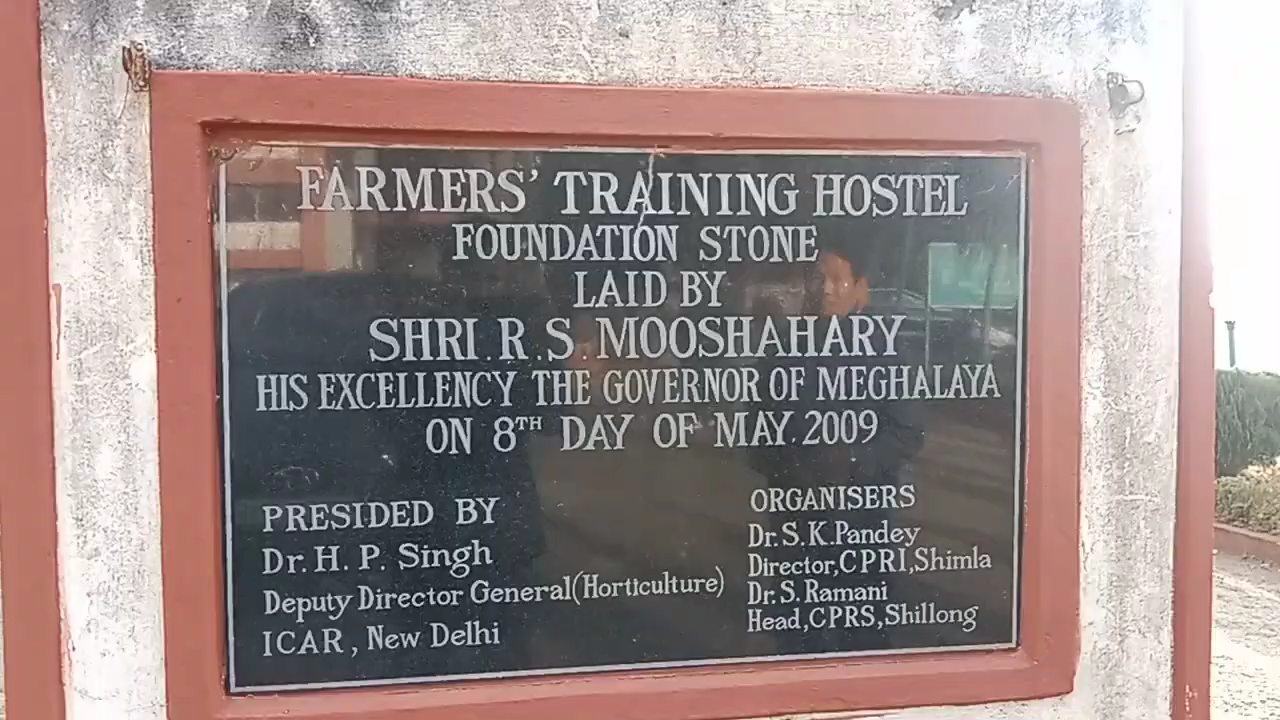 FARMERS' TRAINING HOSTEL
FOUNDATION STONE
LAID BY
SHRI. R. S. MOOSHAHARY
HIS EXCELLENCY THE GOVERNOR OF MEGHALAYA
ON 8TH DAY OF MAY. 2009
PRESIDED BY
Dr. H. P. Singh
Deputy Director General(Horticulture)
ICAR, New Delhi
ORGANISERS
Dr. S. K. Pandey
Director,CPRI,Shimla
Dr. S. Ramani
Head,CPRS,Shillong